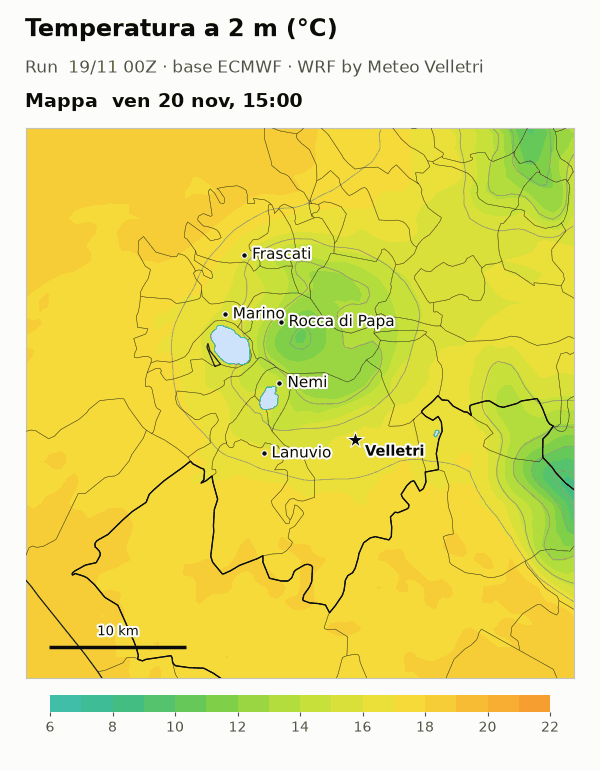 Temperatura a 2 m (°C)
Run  19/11 00Z · base ECMWF · WRF by Meteo Velletri
Mappa  ven 20 nov, 15:00
Frascati
Marino
Rocca di Papa
Nemi
Velletri
Lanuvio
10 km
6 8 10 12 14 16 18 20 22